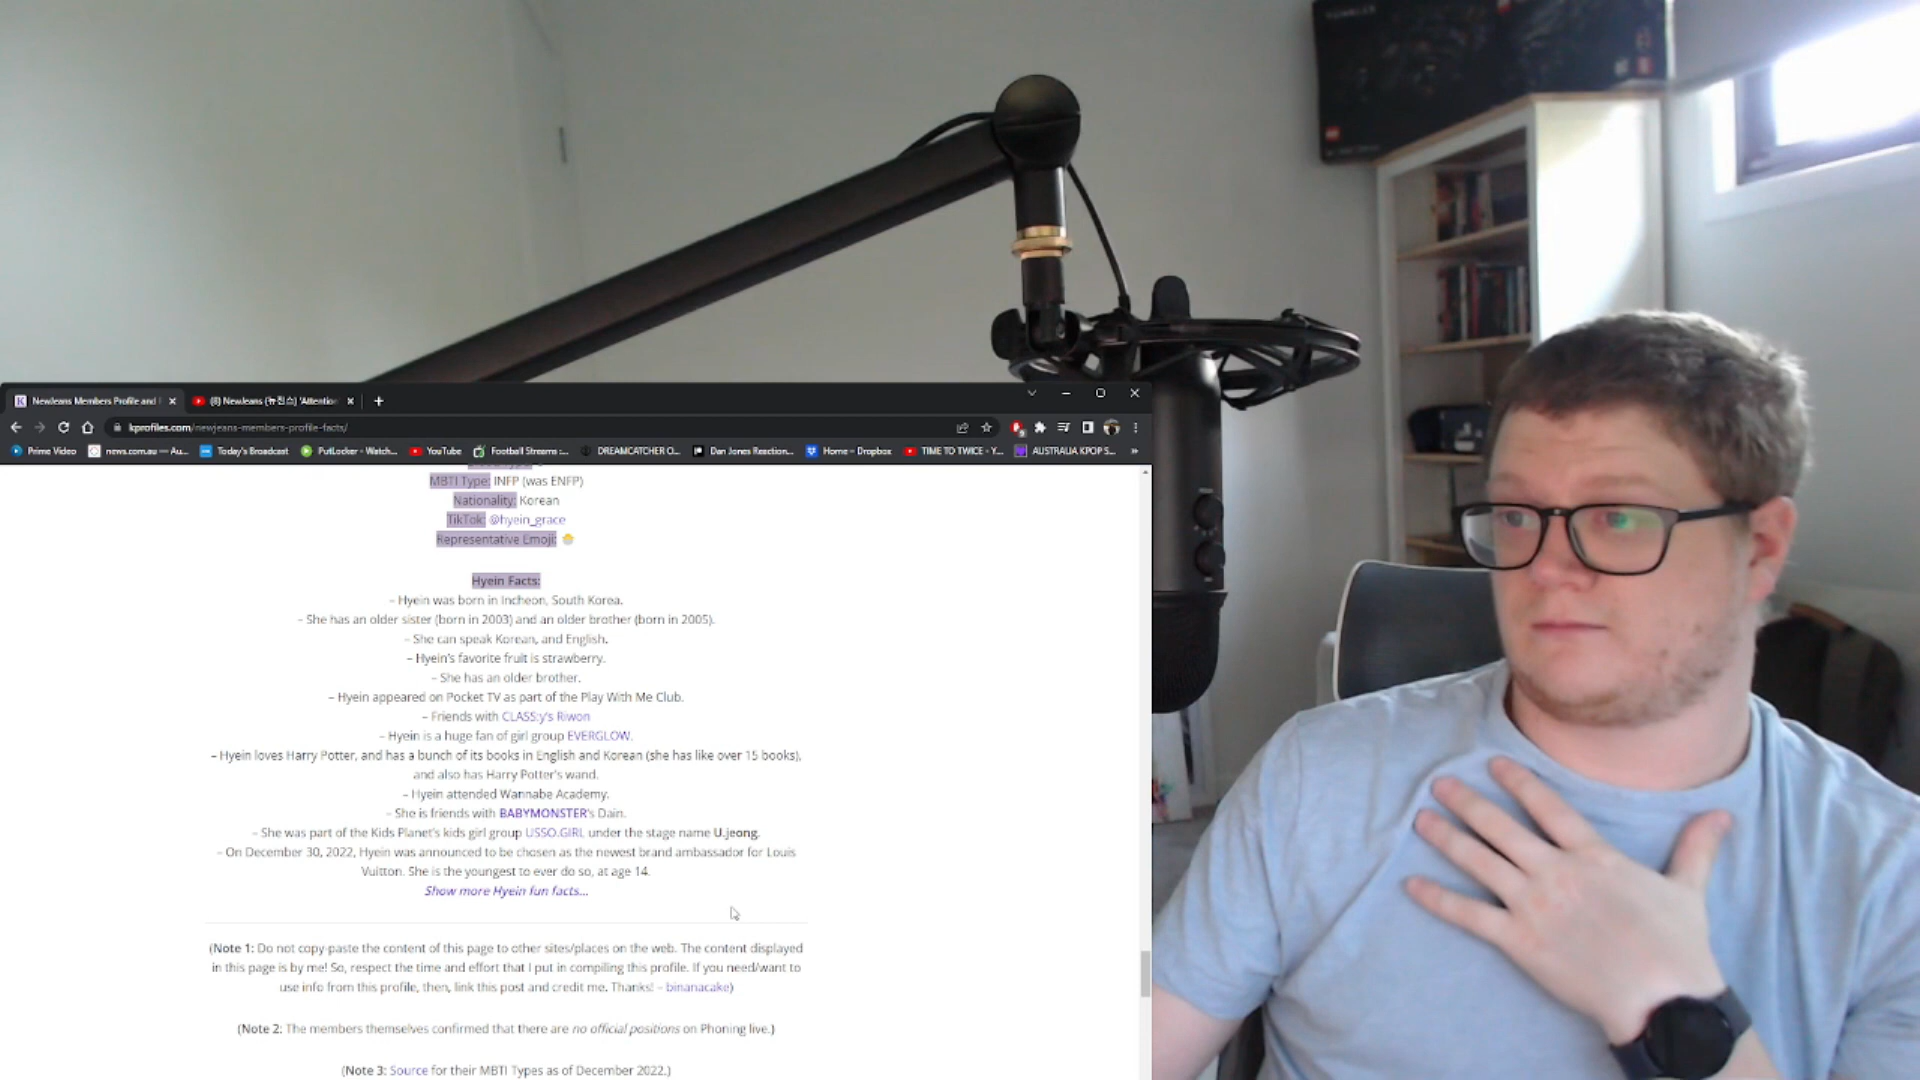 NewJeans Members Profile and
(8) NewJeans (뉴진스) 'Attention
kprofiles.com/newjeans-members-profile-facts/
Prime Video
news.com.au — Au...
Today's Broadcast
PutLocker - Watch...
YouTube
Football Streams :...
DREAMCATCHER O...
Dan Jones Reaction...
Home – Dropbox
TIME TO TWICE - Y...
AUSTRALIA KPOP S...
MBTI Type: INFP (was ENFP)
Nationality: Korean
TikTok: @hyein_grace
Representative Emoji: 🐣
Hyein Facts:
– Hyein was born in Incheon, South Korea.
– She has an older sister (born in 2003) and an older brother (born in 2005).
– She can speak Korean, and English.
– Hyein's favorite fruit is strawberry.
– She has an older brother.
– Hyein appeared on Pocket TV as part of the Play With Me Club.
– Friends with CLASS:y's Riwon
– Hyein is a huge fan of girl group EVERGLOW.
– Hyein loves Harry Potter, and has a bunch of its books in English and Korean (she has like over 15 books),
and also has Harry Potter's wand.
– Hyein attended Wannabe Academy.
– She is friends with BABYMONSTER's Dain.
– She was part of the Kids Planet's kids girl group USSO.GIRL under the stage name U.jeong.
– On December 30, 2022, Hyein was announced to be chosen as the newest brand ambassador for Louis
Vuitton. She is the youngest to ever do so, at age 14.
Show more Hyein fun facts...
(Note 1: Do not copy-paste the content of this page to other sites/places on the web. The content displayed
in this page is by me! So, respect the time and effort that I put in compiling this profile. If you need/want to
use info from this profile, then, link this post and credit me. Thanks! – binanacake)
(Note 2: The members themselves confirmed that there are no official positions on Phoning live.)
(Note 3: Source for their MBTI Types as of December 2022.)